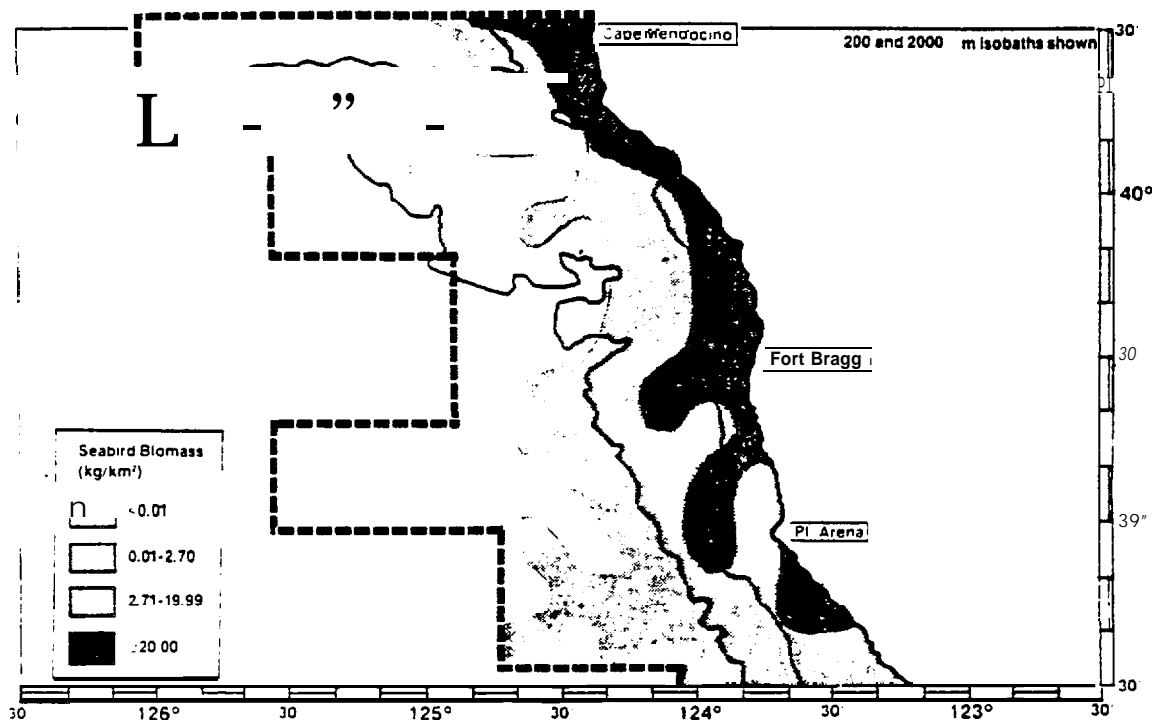 Cape Mendocino
200 and 2000 m isobaths shown
30'
L ”
40°
30
Fort Bragg
39"
Pt. Arena
30
Seabird Biomass
(kg/km²)
n <0.01
0.01-2.70
2.71-19.99
20 00
30 126° 30 125° 30 124° 30' 123° 30'